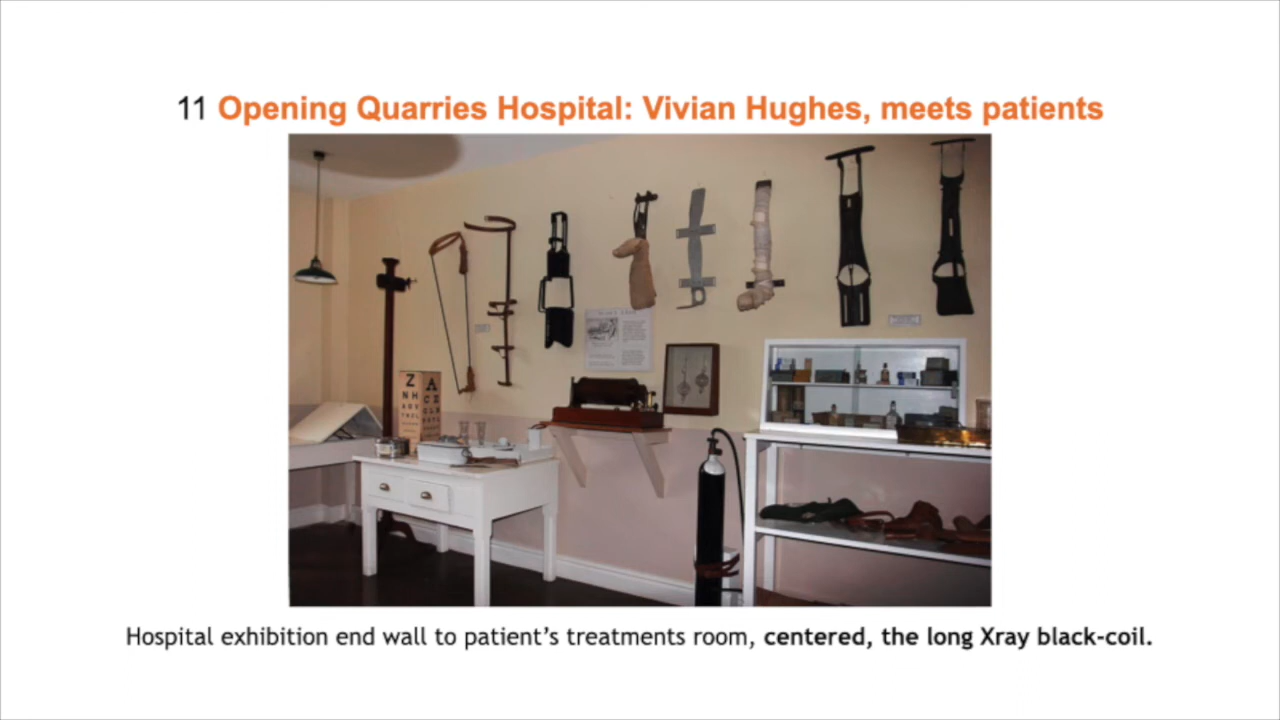 11 Opening Quarries Hospital: Vivian Hughes, meets patients
Z
N H
A
Hospital exhibition end wall to patient’s treatments room, centered, the long Xray black-coil.